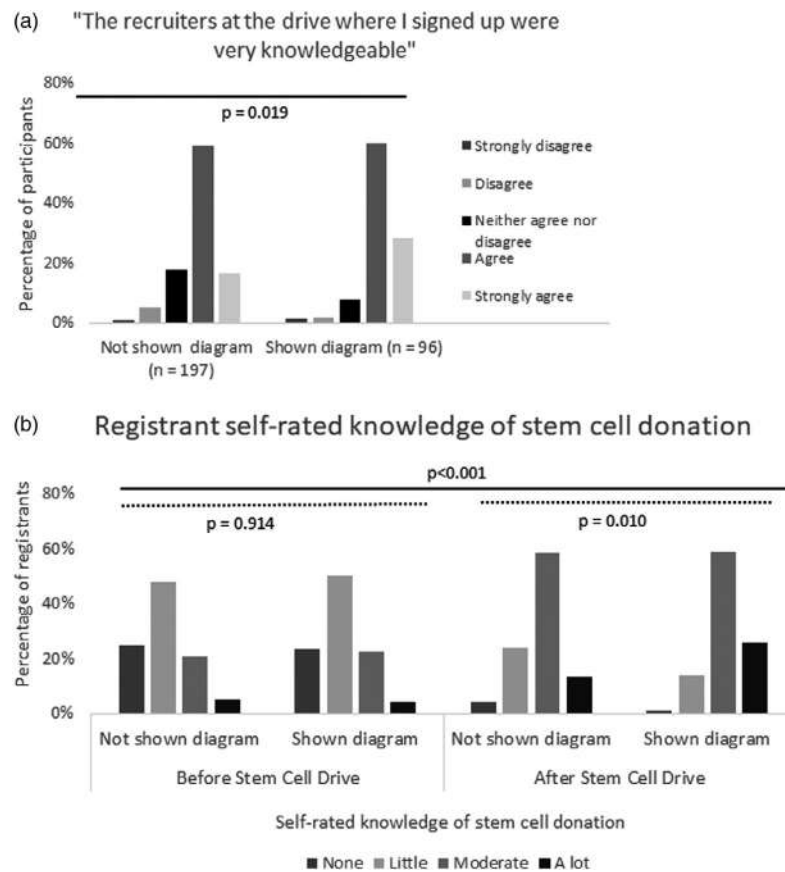 (a) "The recruiters at the drive where I signed up were
very knowledgeable"
80%
60%
40%
20%
0%
Percentage of participants
p = 0.019
Strongly disagree
Disagree
Neither agree nor
disagree
Agree
Strongly agree
Not shown diagram
(n = 197)
Shown diagram (n = 96)
(b) Registrant self-rated knowledge of stem cell donation
p<0.001
80%
60%
40%
20%
0%
Percentage of registrants
p = 0.914
p = 0.010
Not shown diagram Shown diagram Not shown diagram Shown diagram
Before Stem Cell Drive After Stem Cell Drive
Self-rated knowledge of stem cell donation
None Little Moderate A lot